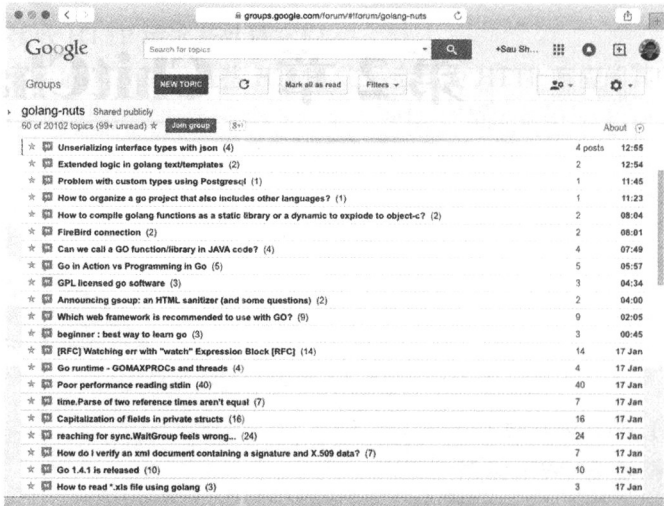 groups.google.com/forum/#!forum/golang-nuts
Google
Search for topics
+Sau Sh...
Groups
NEW TOPIC
Mark all as read
Filters
golang-nuts Shared publicly
60 of 20102 topics (99+ unread)
Join group
About
Unserializing interface types with json (4) 4 posts 12:55
Extended logic in golang text/templates (2) 2 12:54
Problem with custom types using Postgresql (1) 1 11:45
How to organize a go project that also includes other languages? (1) 1 11:23
How to compile golang functions as a static library or a dynamic to explode to object-c? (2) 2 08:04
FireBird connection (2) 2 08:01
Can we call a GO function/library in JAVA code? (4) 4 07:49
Go in Action vs Programming in Go (5) 5 05:57
GPL licensed go software (3) 3 04:34
Announcing gsoup: an HTML sanitizer (and some questions) (2) 2 04:00
Which web framework is recommended to use with GO? (9) 9 02:05
beginner : best way to learn go (3) 3 00:45
[RFC] Watching err with "watch" Expression Block [RFC] (14) 14 17 Jan
Go runtime - GOMAXPROCs and threads (4) 4 17 Jan
Poor performance reading stdin (40) 40 17 Jan
time.Parse of two reference times aren't equal (7) 7 17 Jan
Capitalization of fields in private structs (16) 16 17 Jan
reaching for sync.WaitGroup feels wrong... (24) 24 17 Jan
How do I verify an xml document containing a signature and X.509 data? (7) 7 17 Jan
Go 1.4.1 is released (10) 10 17 Jan
How to read *.xls file using golang (3) 3 17 Jan